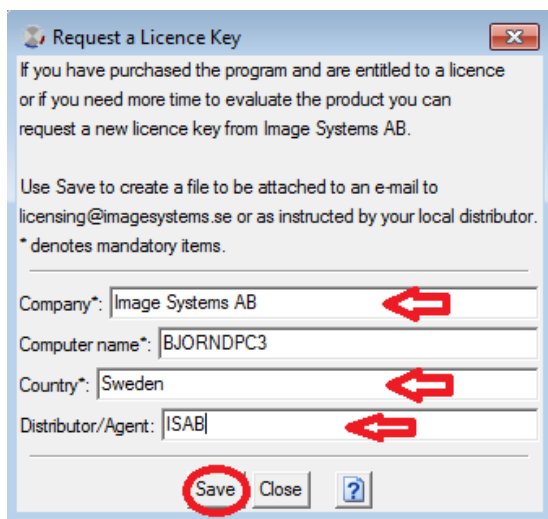 Request a Licence Key
If you have purchased the program and are entitled to a licence
or if you need more time to evaluate the product you can
request a new licence key from Image Systems AB.
Use Save to create a file to be attached to an e-mail to
licensing@imagesystems.se or as instructed by your local distributor.
* denotes mandatory items.
Company*: Image Systems AB
Computer name*: BJORNDPC3
Country*: Sweden
Distributor/Agent: ISAB
Save Close ?